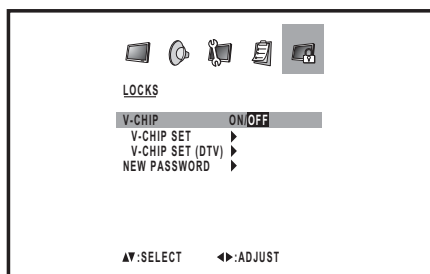 LOCKS
V-CHIP ON/OFF
V-CHIP SET ▶
V-CHIP SET (DTV) ▶
NEW PASSWORD ▶
▲▼:SELECT ◀▶:ADJUST